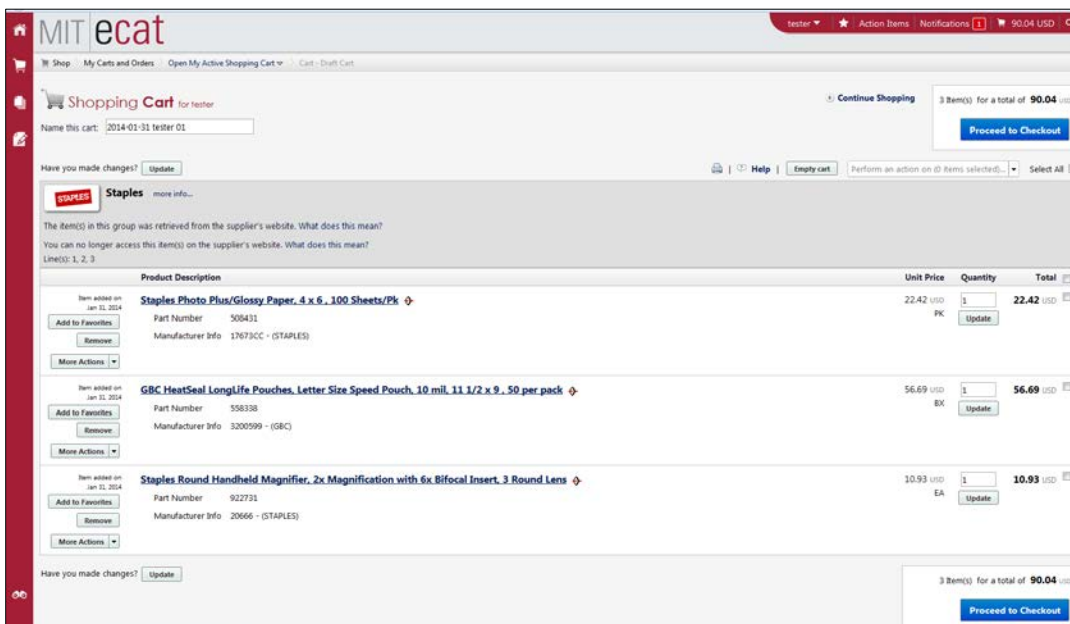 MIT ecat
tester Action Items Notifications 1 90.04 USD
Shop My Carts and Orders Open My Active Shopping Cart Cart - Draft Cart
Shopping Cart for tester
Continue Shopping
3 Item(s) for a total of 90.04 USD
Name this cart: 2014-01-31 tester 01
Proceed to Checkout
Have you made changes? Update
Help | Empty cart Perform an action on (0 items selected)... Select All
STAPLES Staples more info...
The item(s) in this group was retrieved from the supplier's website. What does this mean?
You can no longer access this item(s) on the supplier's website. What does this mean?
Line(s): 1, 2, 3
Product Description Unit Price Quantity Total
Item added on
Jan 31, 2014
Add to Favorites
Remove
More Actions
Staples Photo Plus/Glossy Paper, 4 x 6 , 100 Sheets/Pk
Part Number 508431
Manufacturer Info 17673CC - (STAPLES)
22.42 USD
PK
1
Update
22.42 USD
Item added on
Jan 31, 2014
Add to Favorites
Remove
More Actions
GBC HeatSeal LongLife Pouches, Letter Size Speed Pouch, 10 mil, 11 1/2 x 9 , 50 per pack
Part Number 558338
Manufacturer Info 3200599 - (GBC)
56.69 USD
BX
1
Update
56.69 USD
Item added on
Jan 31, 2014
Add to Favorites
Remove
More Actions
Staples Round Handheld Magnifier, 2x Magnification with 6x Bifocal Insert, 3 Round Lens
Part Number 922731
Manufacturer Info 20666 - (STAPLES)
10.93 USD
EA
1
Update
10.93 USD
Have you made changes? Update
3 Item(s) for a total of 90.04 USD
Proceed to Checkout